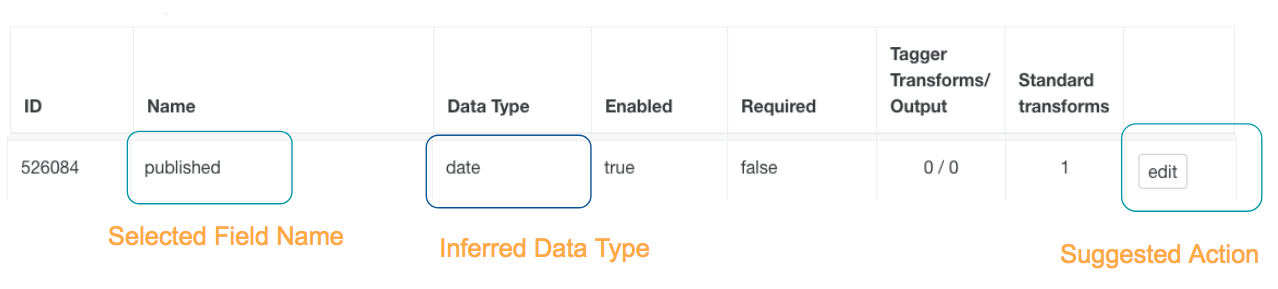 ID Name Data Type Enabled Required Tagger Transforms/ Output Standard transforms
526084 published date true false 0 / 0 1 edit
Selected Field Name Inferred Data Type Suggested Action